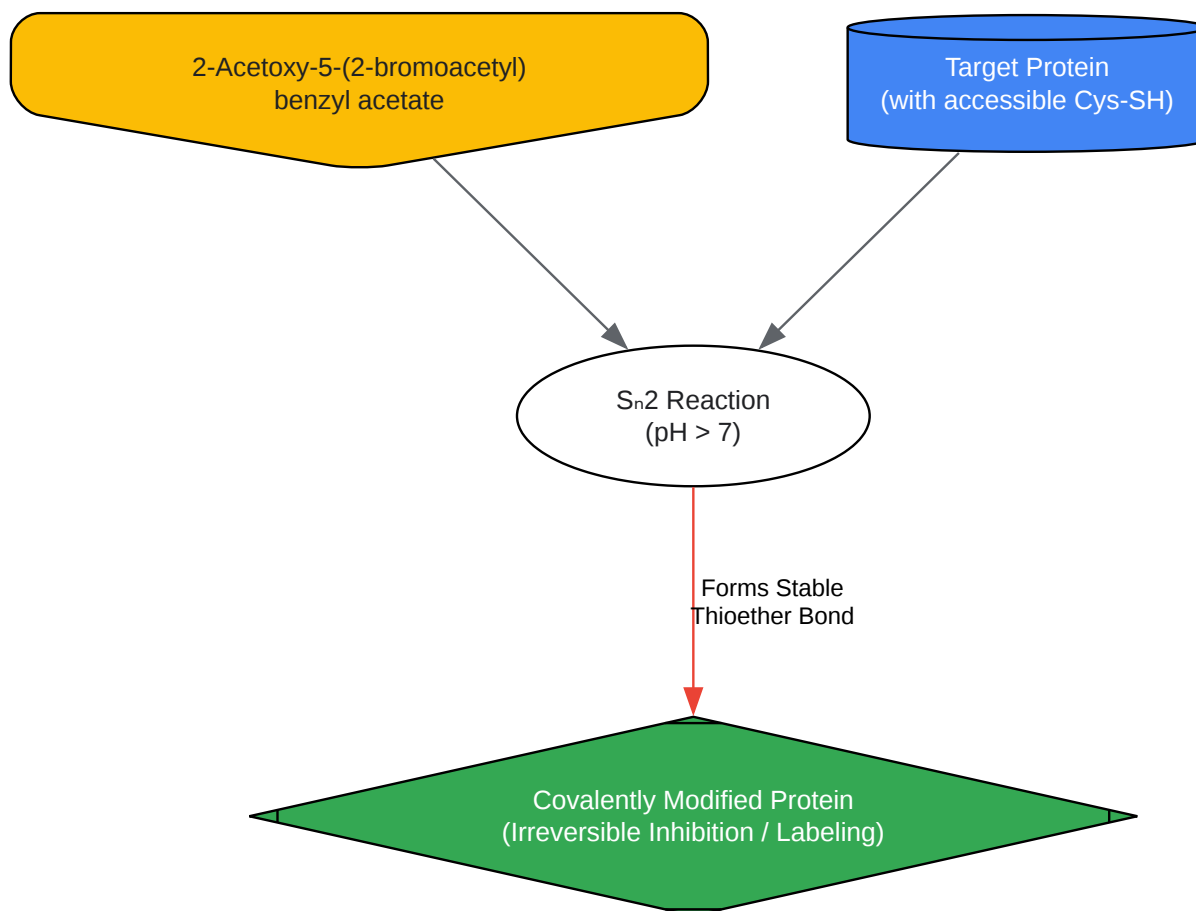 2-Acetoxy-5-(2-bromoacetyl)
benzyl acetate
Target Protein
(with accessible Cys-SH)
Sₙ2 Reaction
(pH > 7)
Forms Stable
Thioether Bond
Covalently Modified Protein
(Irreversible Inhibition / Labeling)